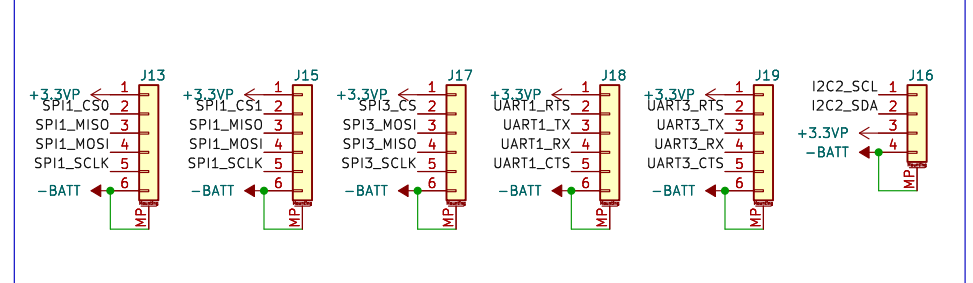 J13
1
+3.3VP
SPI1_CS0 2
SPI1_MISO 3
SPI1_MOSI 4
SPI1_SCLK 5
-BATT 6
MP
J15
1
+3.3VP
SPI1_CS1 2
SPI1_MISO 3
SPI1_MOSI 4
SPI1_SCLK 5
-BATT 6
MP
J17
1
+3.3VP
SPI3_CS 2
SPI3_MOSI 3
SPI3_MISO 4
SPI3_SCLK 5
-BATT 6
MP
J18
1
+3.3VP
UART1_RTS 2
UART1_TX 3
UART1_RX 4
UART1_CTS 5
-BATT 6
MP
J19
1
+3.3VP
UART3_RTS 2
UART3_TX 3
UART3_RX 4
UART3_CTS 5
-BATT 6
MP
J16
I2C2_SCL 1
I2C2_SDA 2
+3.3VP 3
-BATT 4
MP